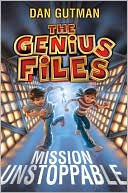 DAN GUTMAN
THE
GENIUS
FILES
MISSION
UNSTOPPABLE